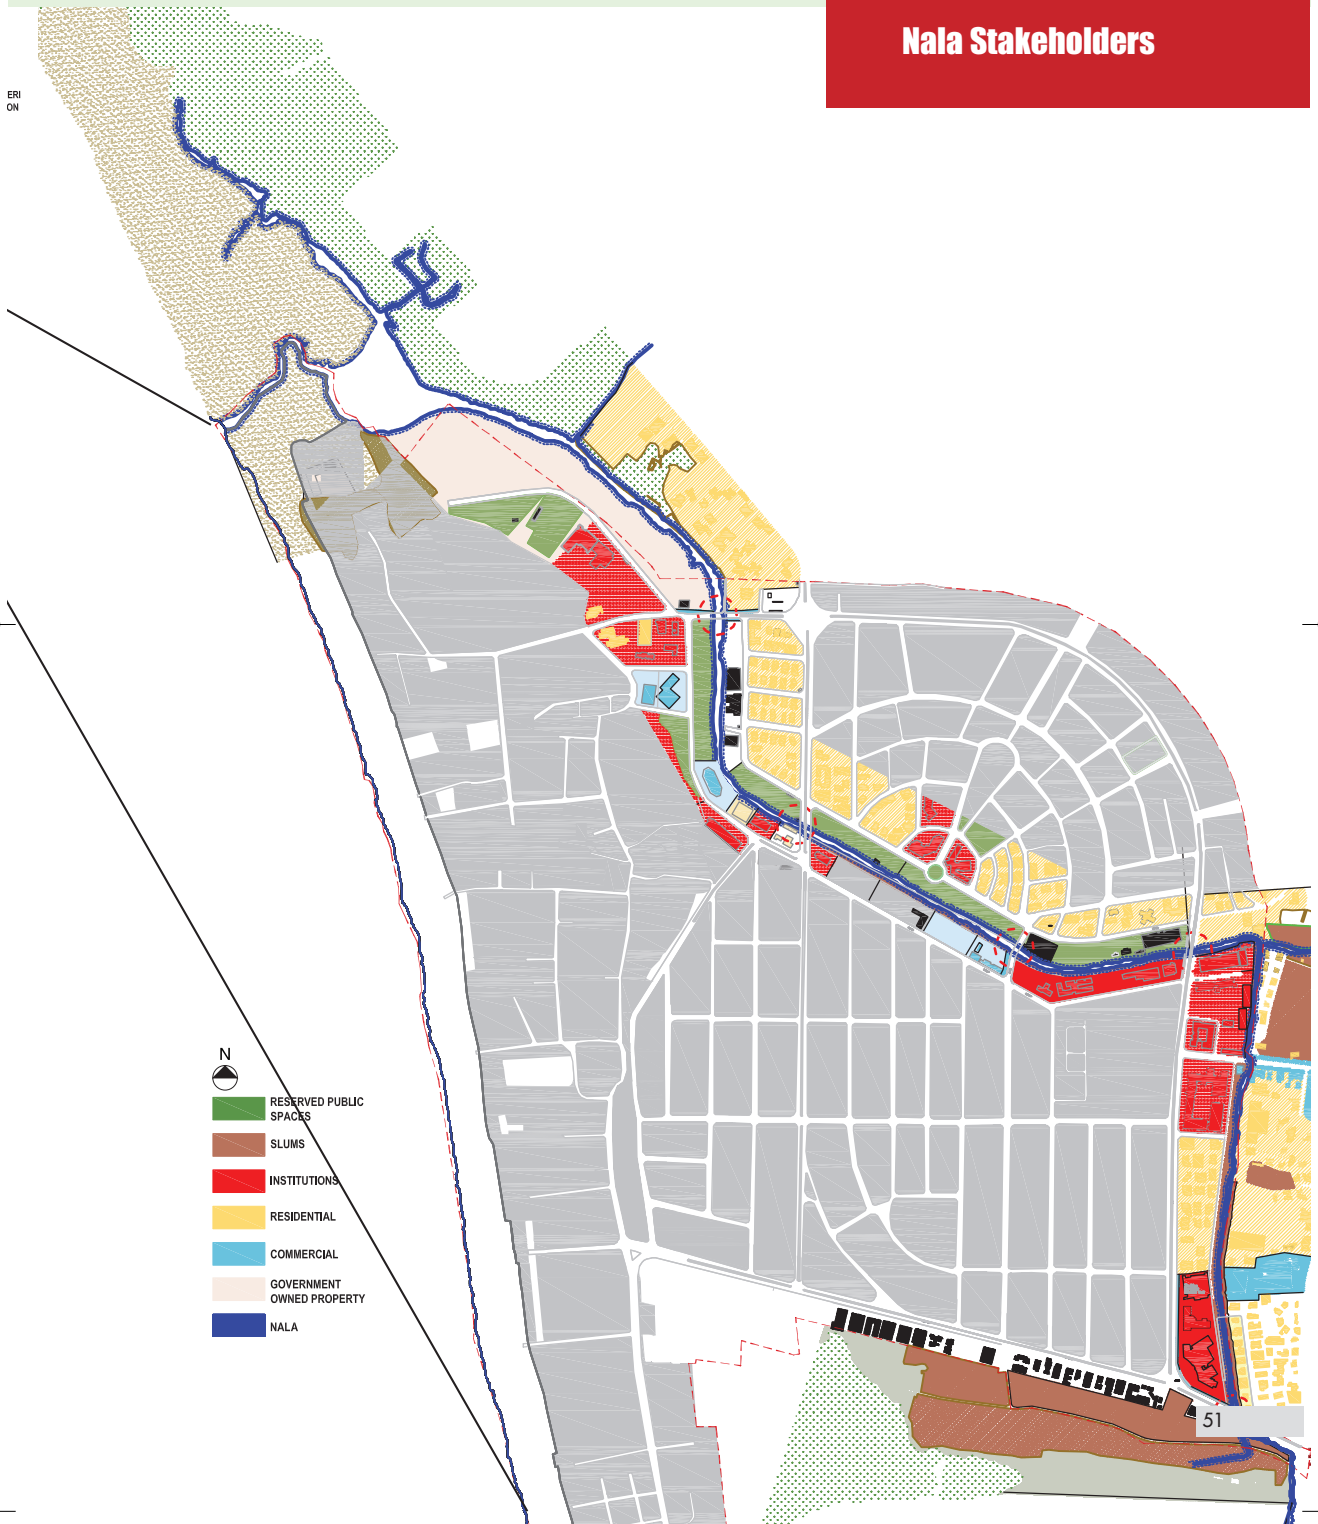 Nala Stakeholders
ERI
ON
N
RESERVED PUBLIC
SPACES
SLUMS
INSTITUTIONS
RESIDENTIAL
COMMERCIAL
GOVERNMENT
OWNED PROPERTY
NALA
51